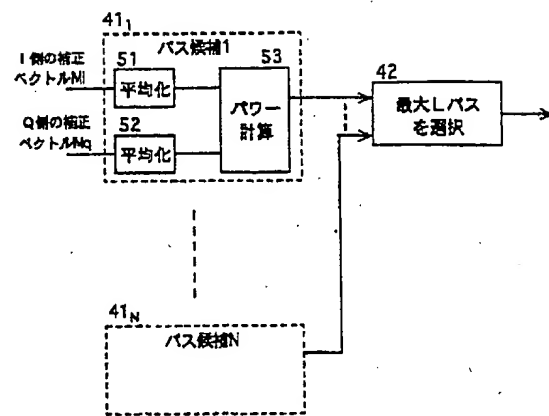 41₁
パス候補1
I側の補正
ベクトルMi
51
平均化
53
パワー
計算
42
最大Lパス
を選択
Q側の補正
ベクトルMq
52
平均化
41N
パス候補N